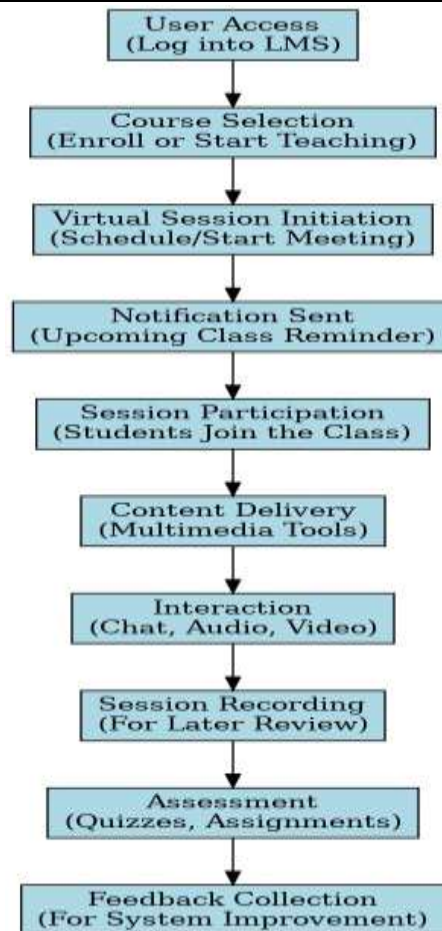 User Access
(Log into LMS)
Course Selection
(Enroll or Start Teaching)
Virtual Session Initiation
(Schedule/Start Meeting)
Notification Sent
(Upcoming Class Reminder)
Session Participation
(Students Join the Class)
Content Delivery
(Multimedia Tools)
Interaction
(Chat, Audio, Video)
Session Recording
(For Later Review)
Assessment
(Quizzes, Assignments)
Feedback Collection
(For System Improvement)